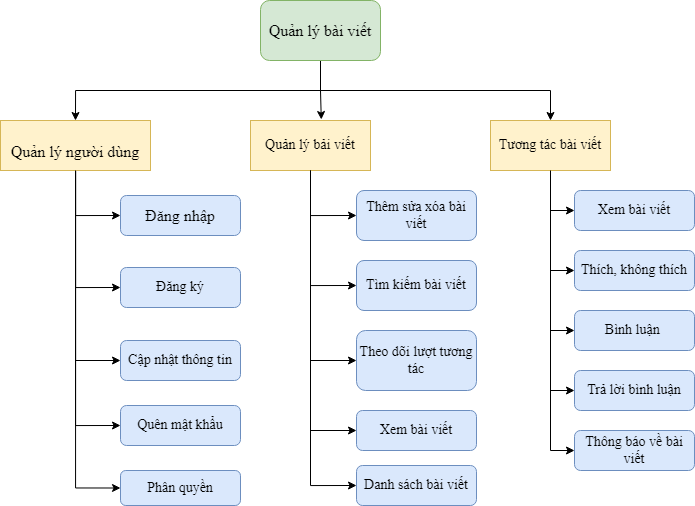 Quản lý bài viết
Quản lý người dùng
Đăng nhập
Đăng ký
Cập nhật thông tin
Quên mật khẩu
Phân quyền
Quản lý bài viết
Thêm sửa xóa bài
viết
Tìm kiếm bài viết
Theo dõi lượt tương
tác
Xem bài viết
Danh sách bài viết
Tương tác bài viết
Xem bài viết
Thích, không thích
Bình luận
Trả lời bình luận
Thông báo về bài
viết